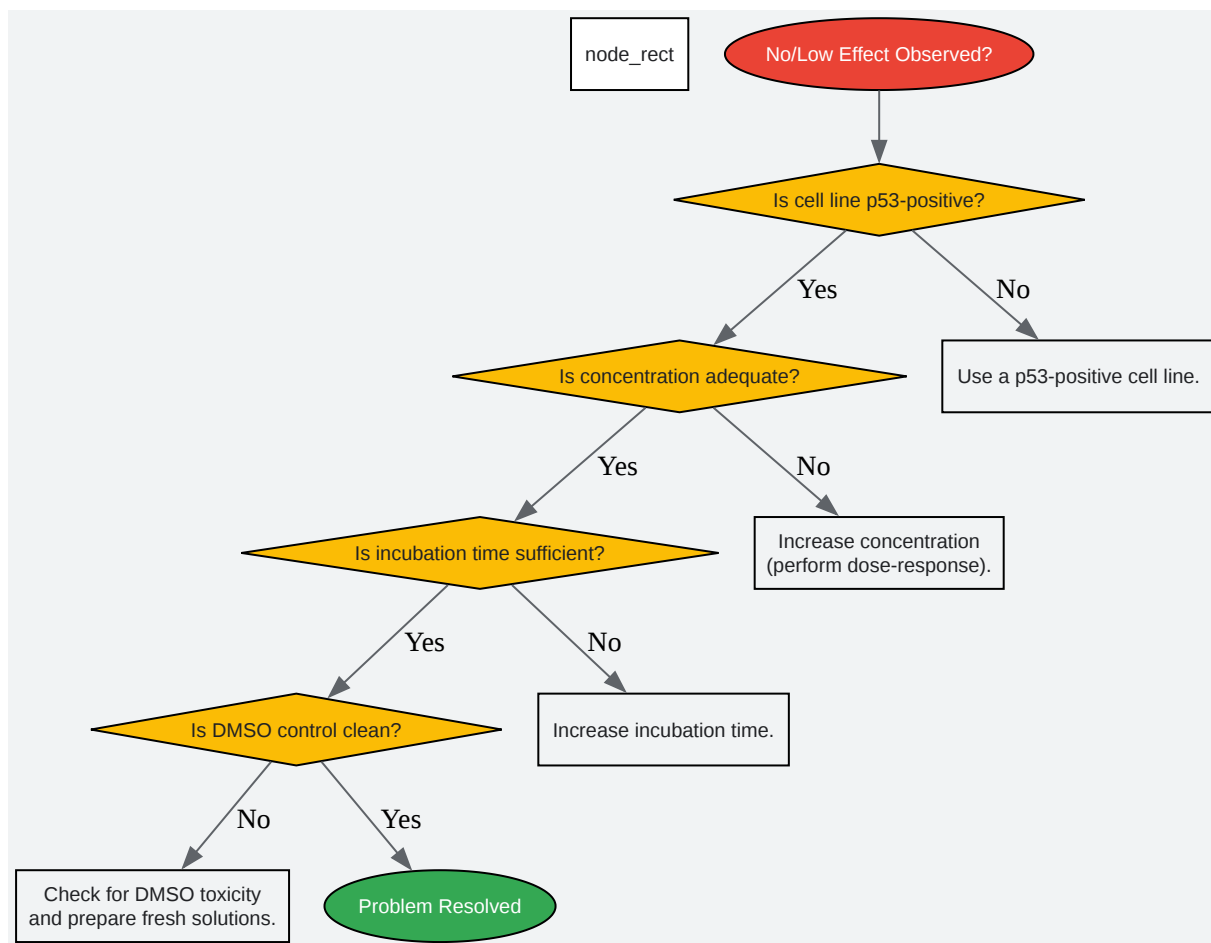 node_rect
No/Low Effect Observed?
Is cell line p53-positive?
Yes
No
Is concentration adequate?
Use a p53-positive cell line.
Yes
No
Is incubation time sufficient?
Increase concentration
(perform dose-response).
Yes
No
Is DMSO control clean?
Increase incubation time.
No
Yes
Check for DMSO toxicity
and prepare fresh solutions.
Problem Resolved